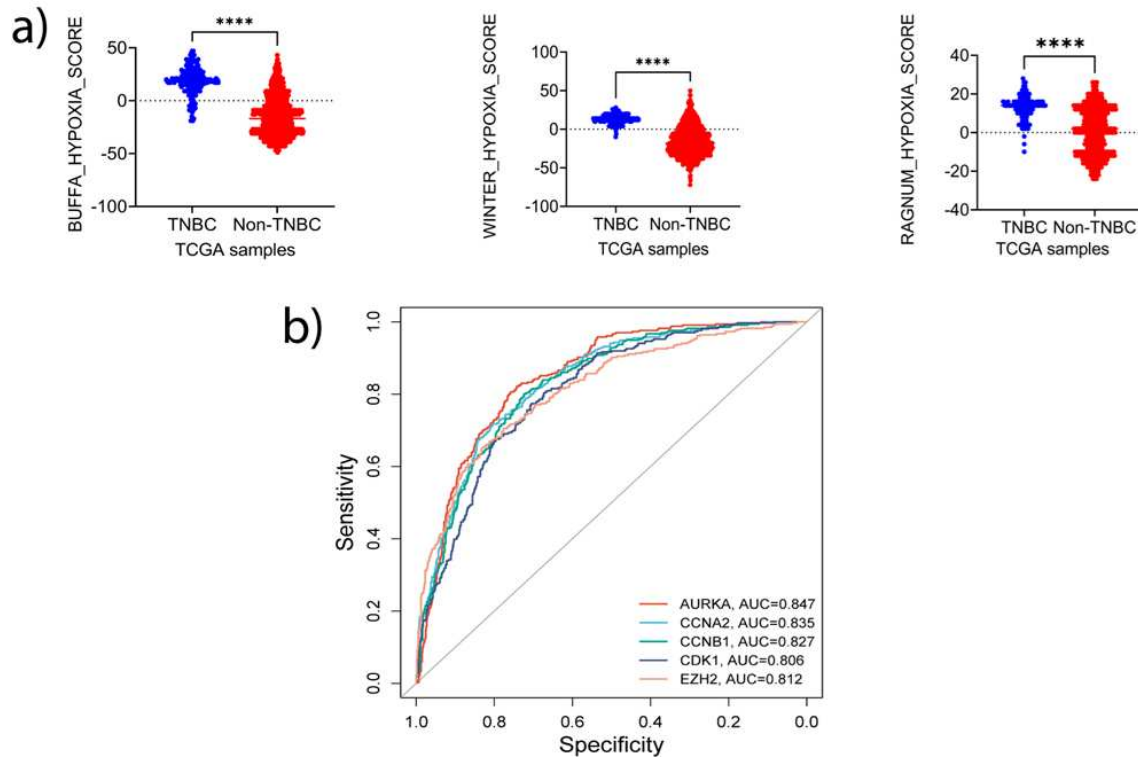 a)
BUFFA_HYPOXIA_SCORE
50
0
-50
-100
****
TNBC Non-TNBC
TCGA samples
WINTER_HYPOXIA_SCORE
100
50
0
-50
-100
****
TNBC Non-TNBC
TCGA samples
RAGNUM_HYPOXIA_SCORE
40
20
0
-20
-40
****
TNBC Non-TNBC
TCGA samples
b)
Sensitivity
1.0
0.8
0.6
0.4
0.2
0.0
AURKA, AUC=0.847
CCNA2, AUC=0.835
CCNB1, AUC=0.827
CDK1, AUC=0.806
EZH2, AUC=0.812
1.0 0.8 0.6 0.4 0.2 0.0
Specificity